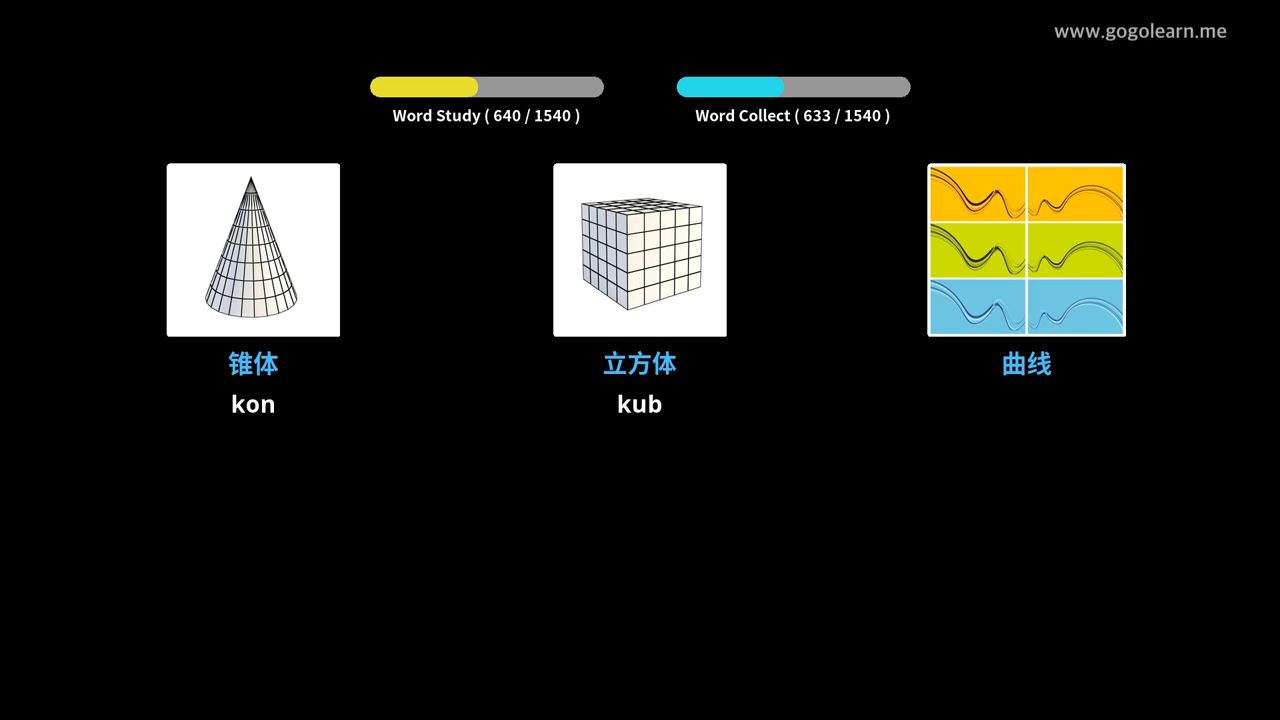 www.gogolearn.me
Word Study ( 640 / 1540 )
Word Collect ( 633 / 1540 )
锥体
立方体
曲线
kon
kub